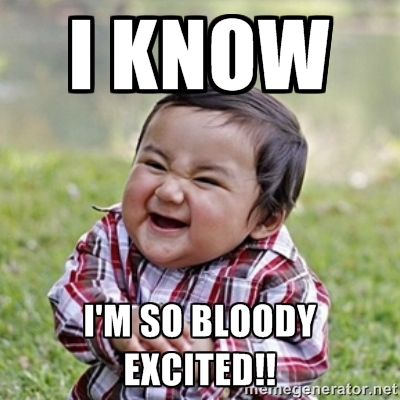 I KNOW
I'M SO BLOODY
EXCITED!!
memegenerator.net